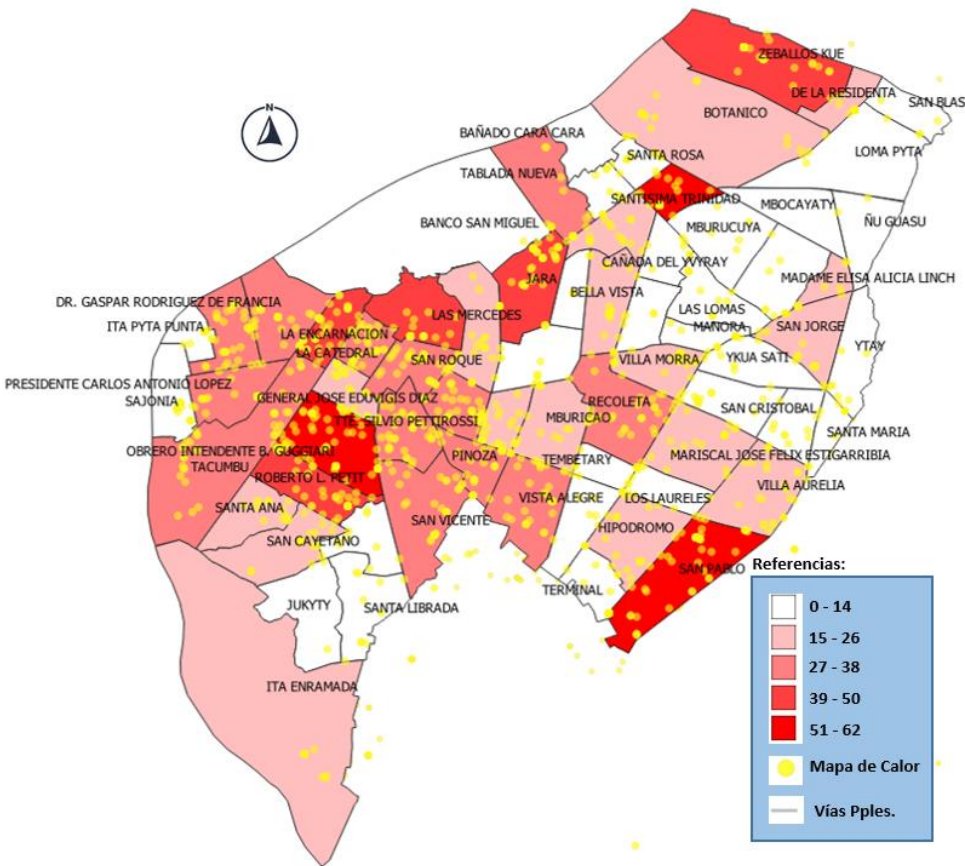 ZEBALLOS KUE
DE LA RESIDENTA
SAN BLAS
BOTANICO
N
BAÑADO CARA CARA
LOMA PYTA
SANTA ROSA
TABLADA NUEVA
SANTISIMA TRINIDAD
MBOCAYATY
BANCO SAN MIGUEL
MBURUCUYA
ÑU GUASU
CAÑADA DEL YVYRAY
JARA
MADAME ELISA ALICIA LINCH
BELLA VISTA
DR. GASPAR RODRIGUEZ DE FRANCIA
LAS MERCEDES
LAS LOMAS
ITA PYTA PUNTA
LA ENCARNACION
MANORA
SAN JORGE
YTAY
LA CATEDRAL
SAN ROQUE
VILLA MORRA
YKUA SATI
PRESIDENTE CARLOS ANTONIO LOPEZ
SAJONIA
GENERAL JOSE EDUVIGIS DIAZ
RECOLETA
SAN CRISTOBAL
TTE. SILVIO PETTIROSSI
MBURICAO
SANTA MARIA
OBRERO INTENDENTE B. GUGGIARI
PINOZA
TEMBETARY
MARISCAL JOSE FELIX ESTIGARRIBIA
TACUMBU
ROBERTO L. PETIT
VILLA AURELIA
SANTA ANA
VISTA ALEGRE
LOS LAURELES
SAN VICENTE
HIPODROMO
SAN CAYETANO
SAN PABLO
TERMINAL
JUKYTY
SANTA LIBRADA
ITA ENRAMADA
Referencias:
0 - 14
15 - 26
27 - 38
39 - 50
51 - 62
Mapa de Calor
Vías Pples.